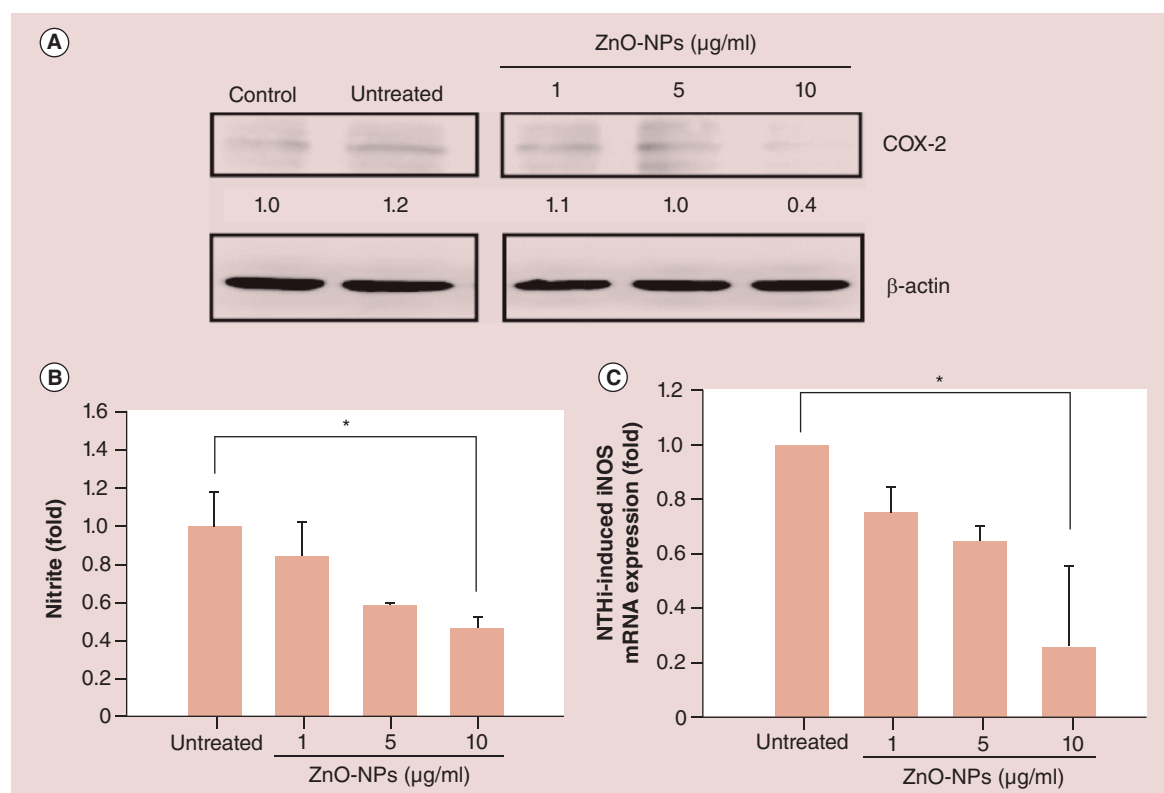 A
ZnO-NPs (µg/ml)
Control Untreated 1 5 10
COX-2
1.0 1.2 1.1 1.0 0.4
β-actin
B
Nitrite (fold)
1.6
1.4
1.2
1.0
0.8
0.6
0.4
0.2
0
*
Untreated 1 5 10
ZnO-NPs (µg/ml)
C
NTHi-induced iNOS
mRNA expression (fold)
1.2
1.0
0.8
0.6
0.4
0.2
0
*
Untreated 1 5 10
ZnO-NPs (µg/ml)